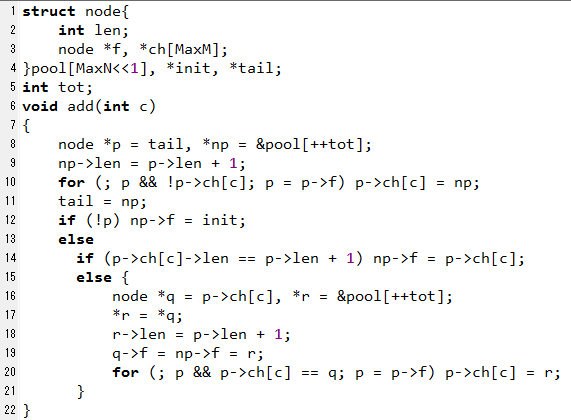 1 struct node{
2     int len;
3     node *f, *ch[MaxM];
4 }pool[MaxN<<1], *init, *tail;
5 int tot;
6 void add(int c)
7 {
8     node *p = tail, *np = &pool[++tot];
9     np->len = p->len + 1;
10     for (; p && !p->ch[c]; p = p->f) p->ch[c] = np;
11     tail = np;
12     if (!p) np->f = init;
13     else
14       if (p->ch[c]->len == p->len + 1) np->f = p->ch[c];
15       else {
16           node *q = p->ch[c], *r = &pool[++tot];
17           *r = *q;
18           r->len = p->len + 1;
19           q->f = np->f = r;
20           for (; p && p->ch[c] == q; p = p->f) p->ch[c] = r;
21       }
22 }